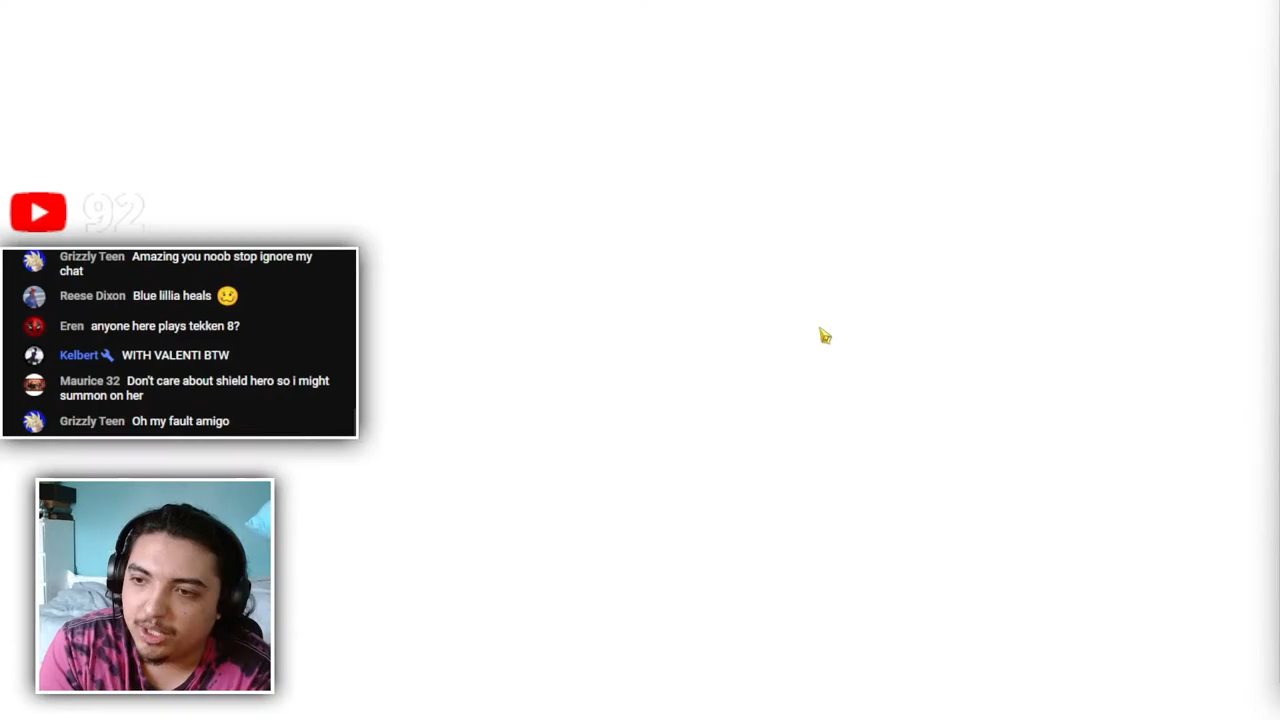 92
Grizzly Teen Amazing you noob stop ignore my
chat
Reese Dixon Blue lillia heals
Eren anyone here plays tekken 8?
Kelbert WITH VALENTI BTW
Maurice 32 Don't care about shield hero so i might
summon on her
Grizzly Teen Oh my fault amigo